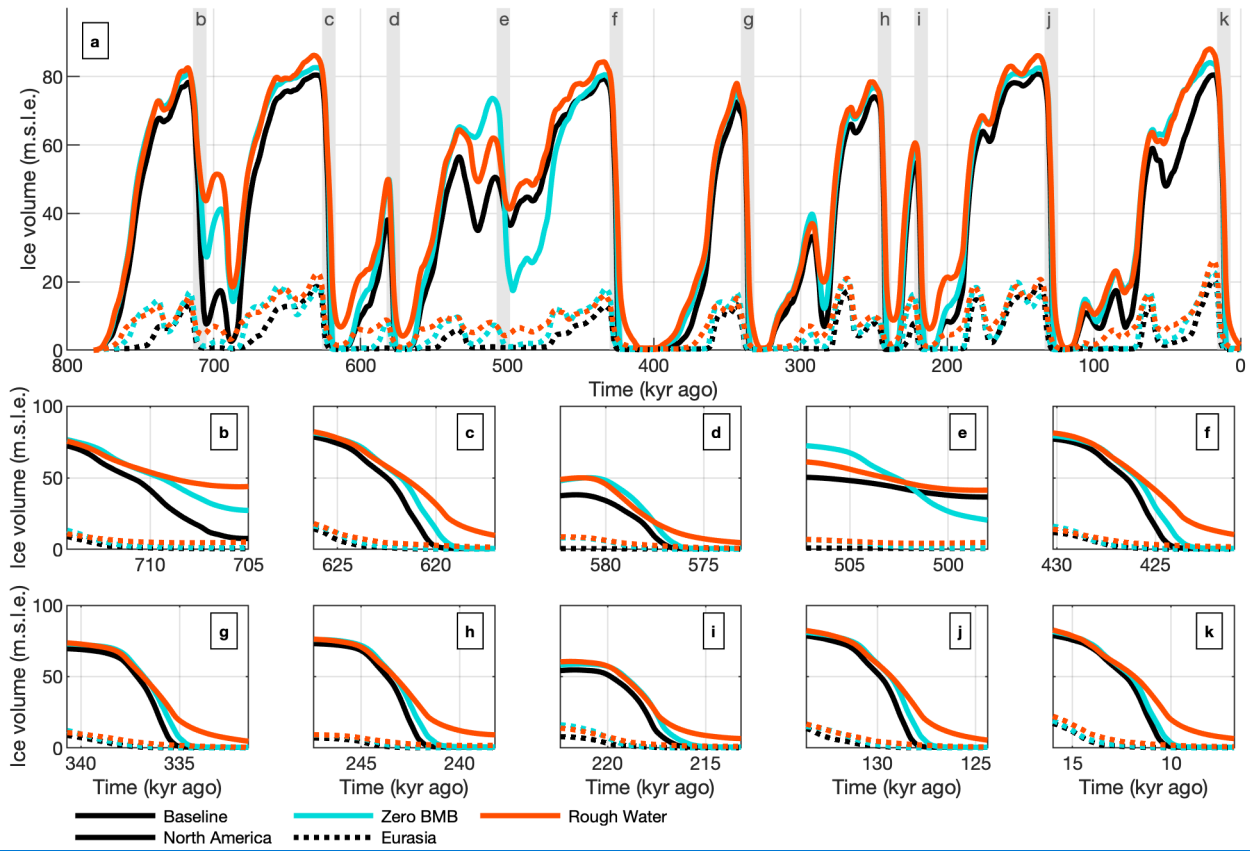 b c d e f g h i j k
a
Ice volume (m.s.l.e.)
80
60
40
20
0
800 700 600 500 400 300 200 100 0
Time (kyr ago)
Ice volume (m.s.l.e.)
100
50
0
b
710 705
c
625 620
d
580 575
e
505 500
f
430 425
Ice volume (m.s.l.e.)
100
50
0
g
340 335
Time (kyr ago)
h
245 240
Time (kyr ago)
i
220 215
Time (kyr ago)
j
130 125
Time (kyr ago)
k
15 10
Time (kyr ago)
Baseline Zero BMB Rough Water
North America Eurasia